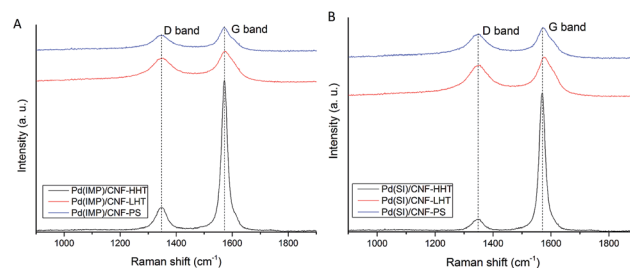 A
D band
G band
Intensity (a. u.)
Pd(IMP)/CNF-HHT
Pd(IMP)/CNF-LHT
Pd(IMP)/CNF-PS
1000 1200 1400 1600 1800
Raman shift (cm-1)
B
D band
G band
Intensity (a. u.)
Pd(SI)/CNF-HHT
Pd(SI)/CNF-LHT
Pd(SI)/CNF-PS
1000 1200 1400 1600 1800
Raman shift (cm-1)